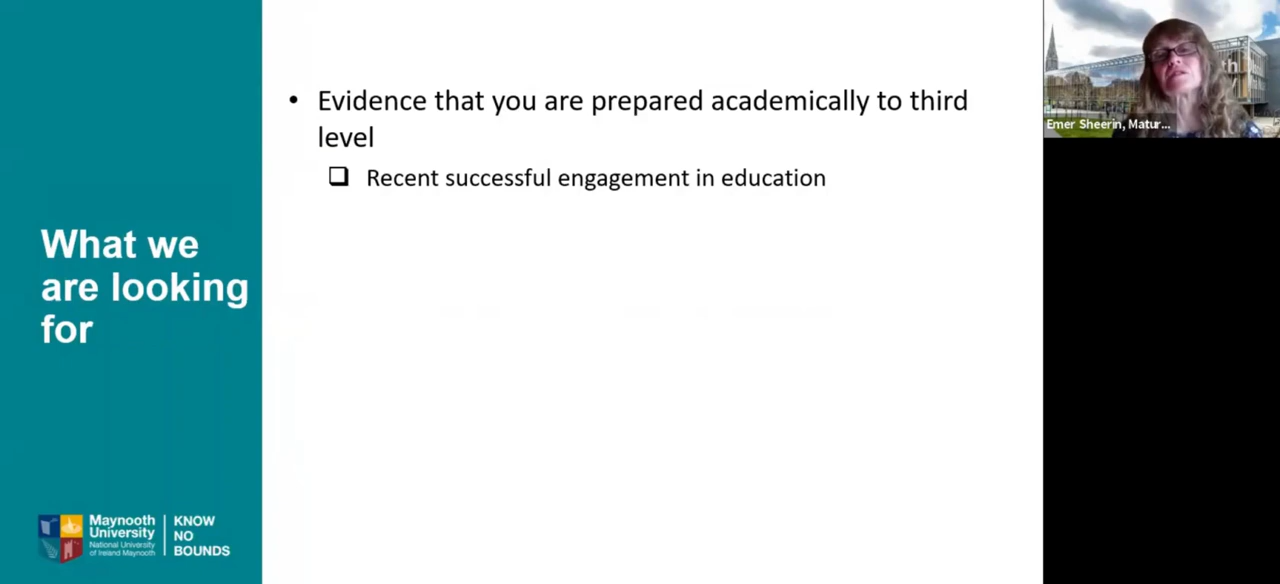 • Evidence that you are prepared academically to third
level
❑ Recent successful engagement in education
What we
are looking
for
Maynooth
University
National University
of Ireland Maynooth
KNOW
NO
BOUNDS
th
Emer Sheerin, Matur...